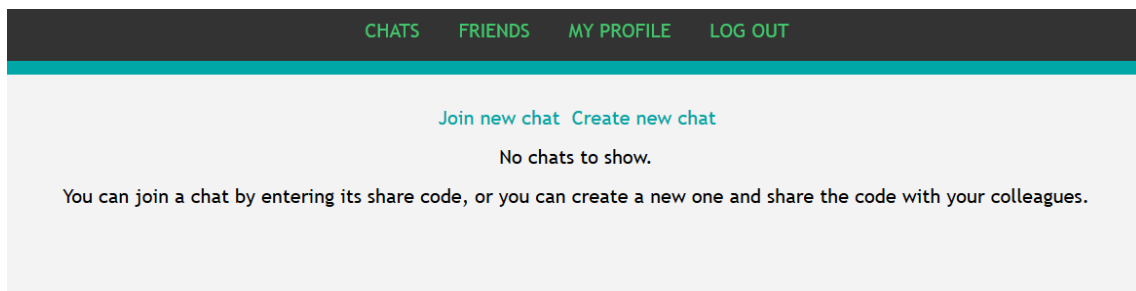 CHATS FRIENDS MY PROFILE LOG OUT
Join new chat Create new chat
No chats to show.
You can join a chat by entering its share code, or you can create a new one and share the code with your colleagues.